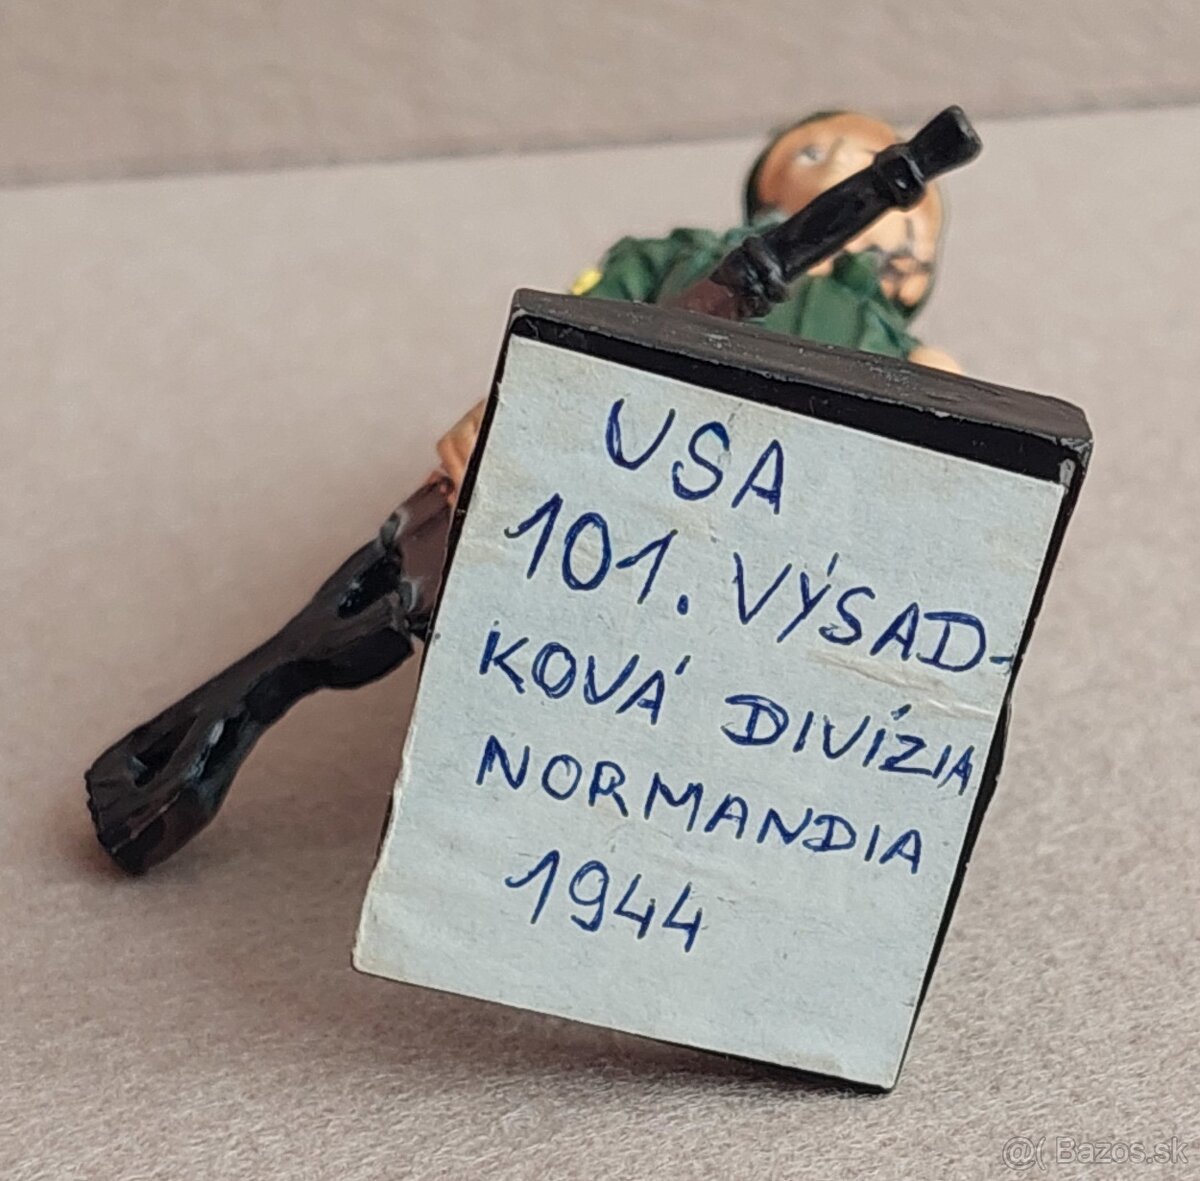 USA
101. VÝSAD-
KOVÁ DIVÍZIA
NORMANDIA
1944
@( Bazos.sk